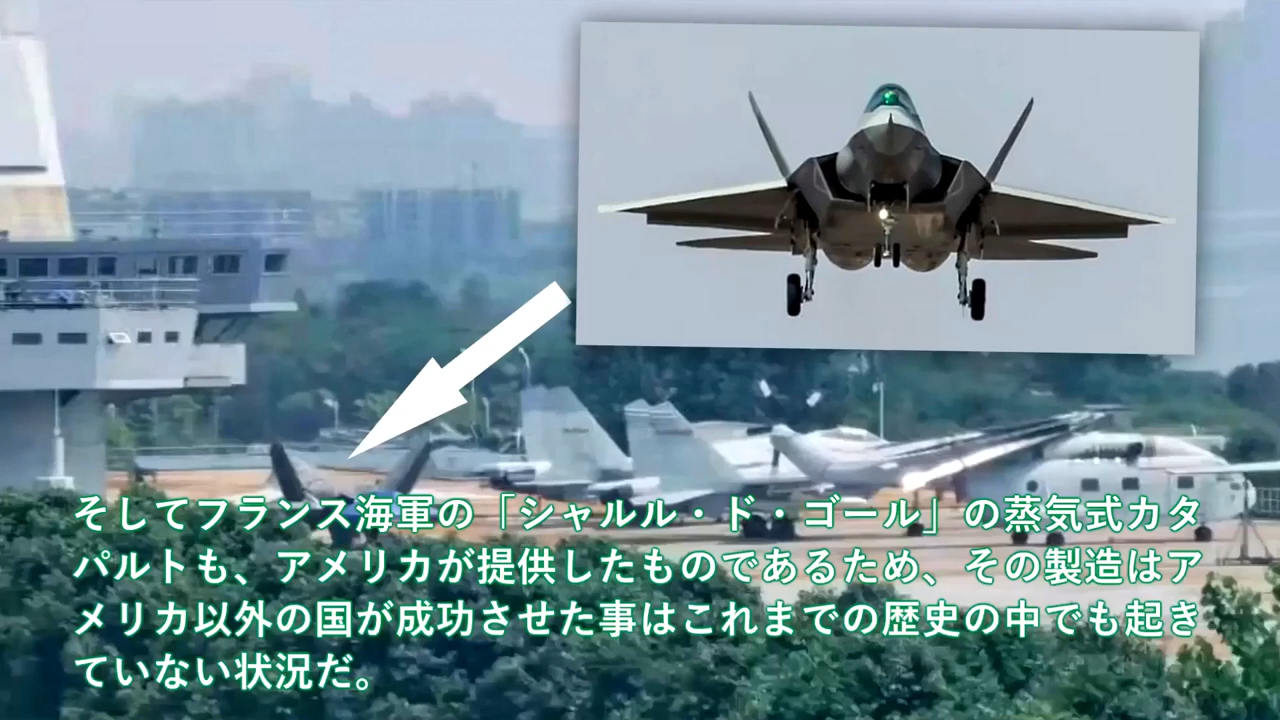 そしてフランス海軍の「シャルル・ド・ゴール」の蒸気式カタ
パルトも、アメリカが提供したものであるため、その製造はア
メリカ以外の国が成功させた事はこれまでの歴史の中でも起き
ていない状況だ。